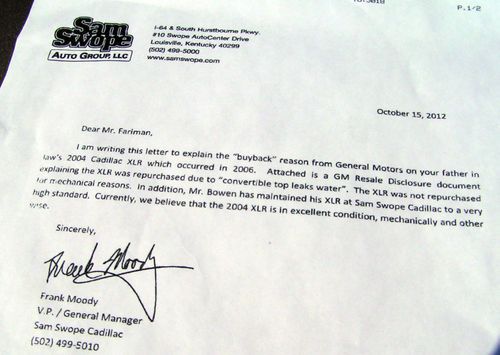 P.1/2
Sam
Swope
AUTO GROUP, LLC
I-64 & South Hurstbourne Pkwy.
#10 Swope AutoCenter Drive
Louisville, Kentucky 40299
(502) 499-5000
www.samswope.com
October 15, 2012
Dear Mr. Fariman,
I am writing this letter to explain the "buyback" reason from General Motors on your father in
law's 2004 Cadillac XLR which occurred in 2006. Attached is a GM Resale Disclosure document
explaining the XLR was repurchased due to "convertible top leaks water". The XLR was not repurchased
for mechanical reasons. In addition, Mr. Bowen has maintained his XLR at Sam Swope Cadillac to a very
high standard. Currently, we believe that the 2004 XLR is in excellent condition, mechanically and other
wise.
Sincerely,
Frank Moody
Frank Moody
V.P. / General Manager
Sam Swope Cadillac
(502) 499-5010